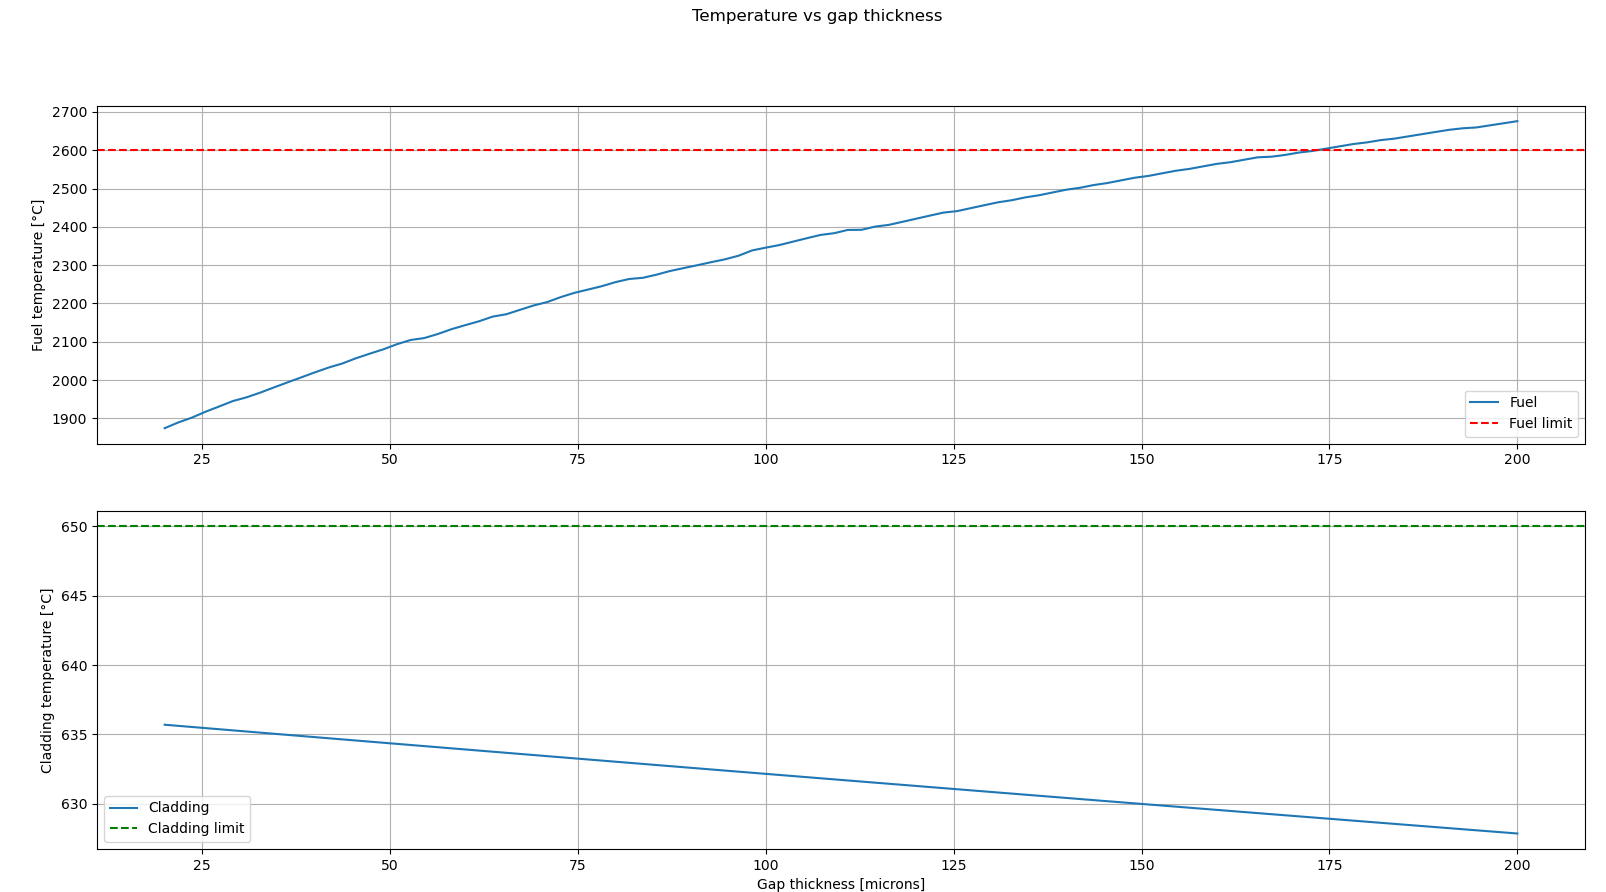 Temperature vs gap thickness
2700
2600
2500
2400
2300
2200
2100
2000
1900
Fuel temperature [°C]
Fuel
Fuel limit
25 50 75 100 125 150 175 200
650
645
640
635
630
Cladding temperature [°C]
Cladding
Cladding limit
25 50 75 100 125 150 175 200
Gap thickness [microns]